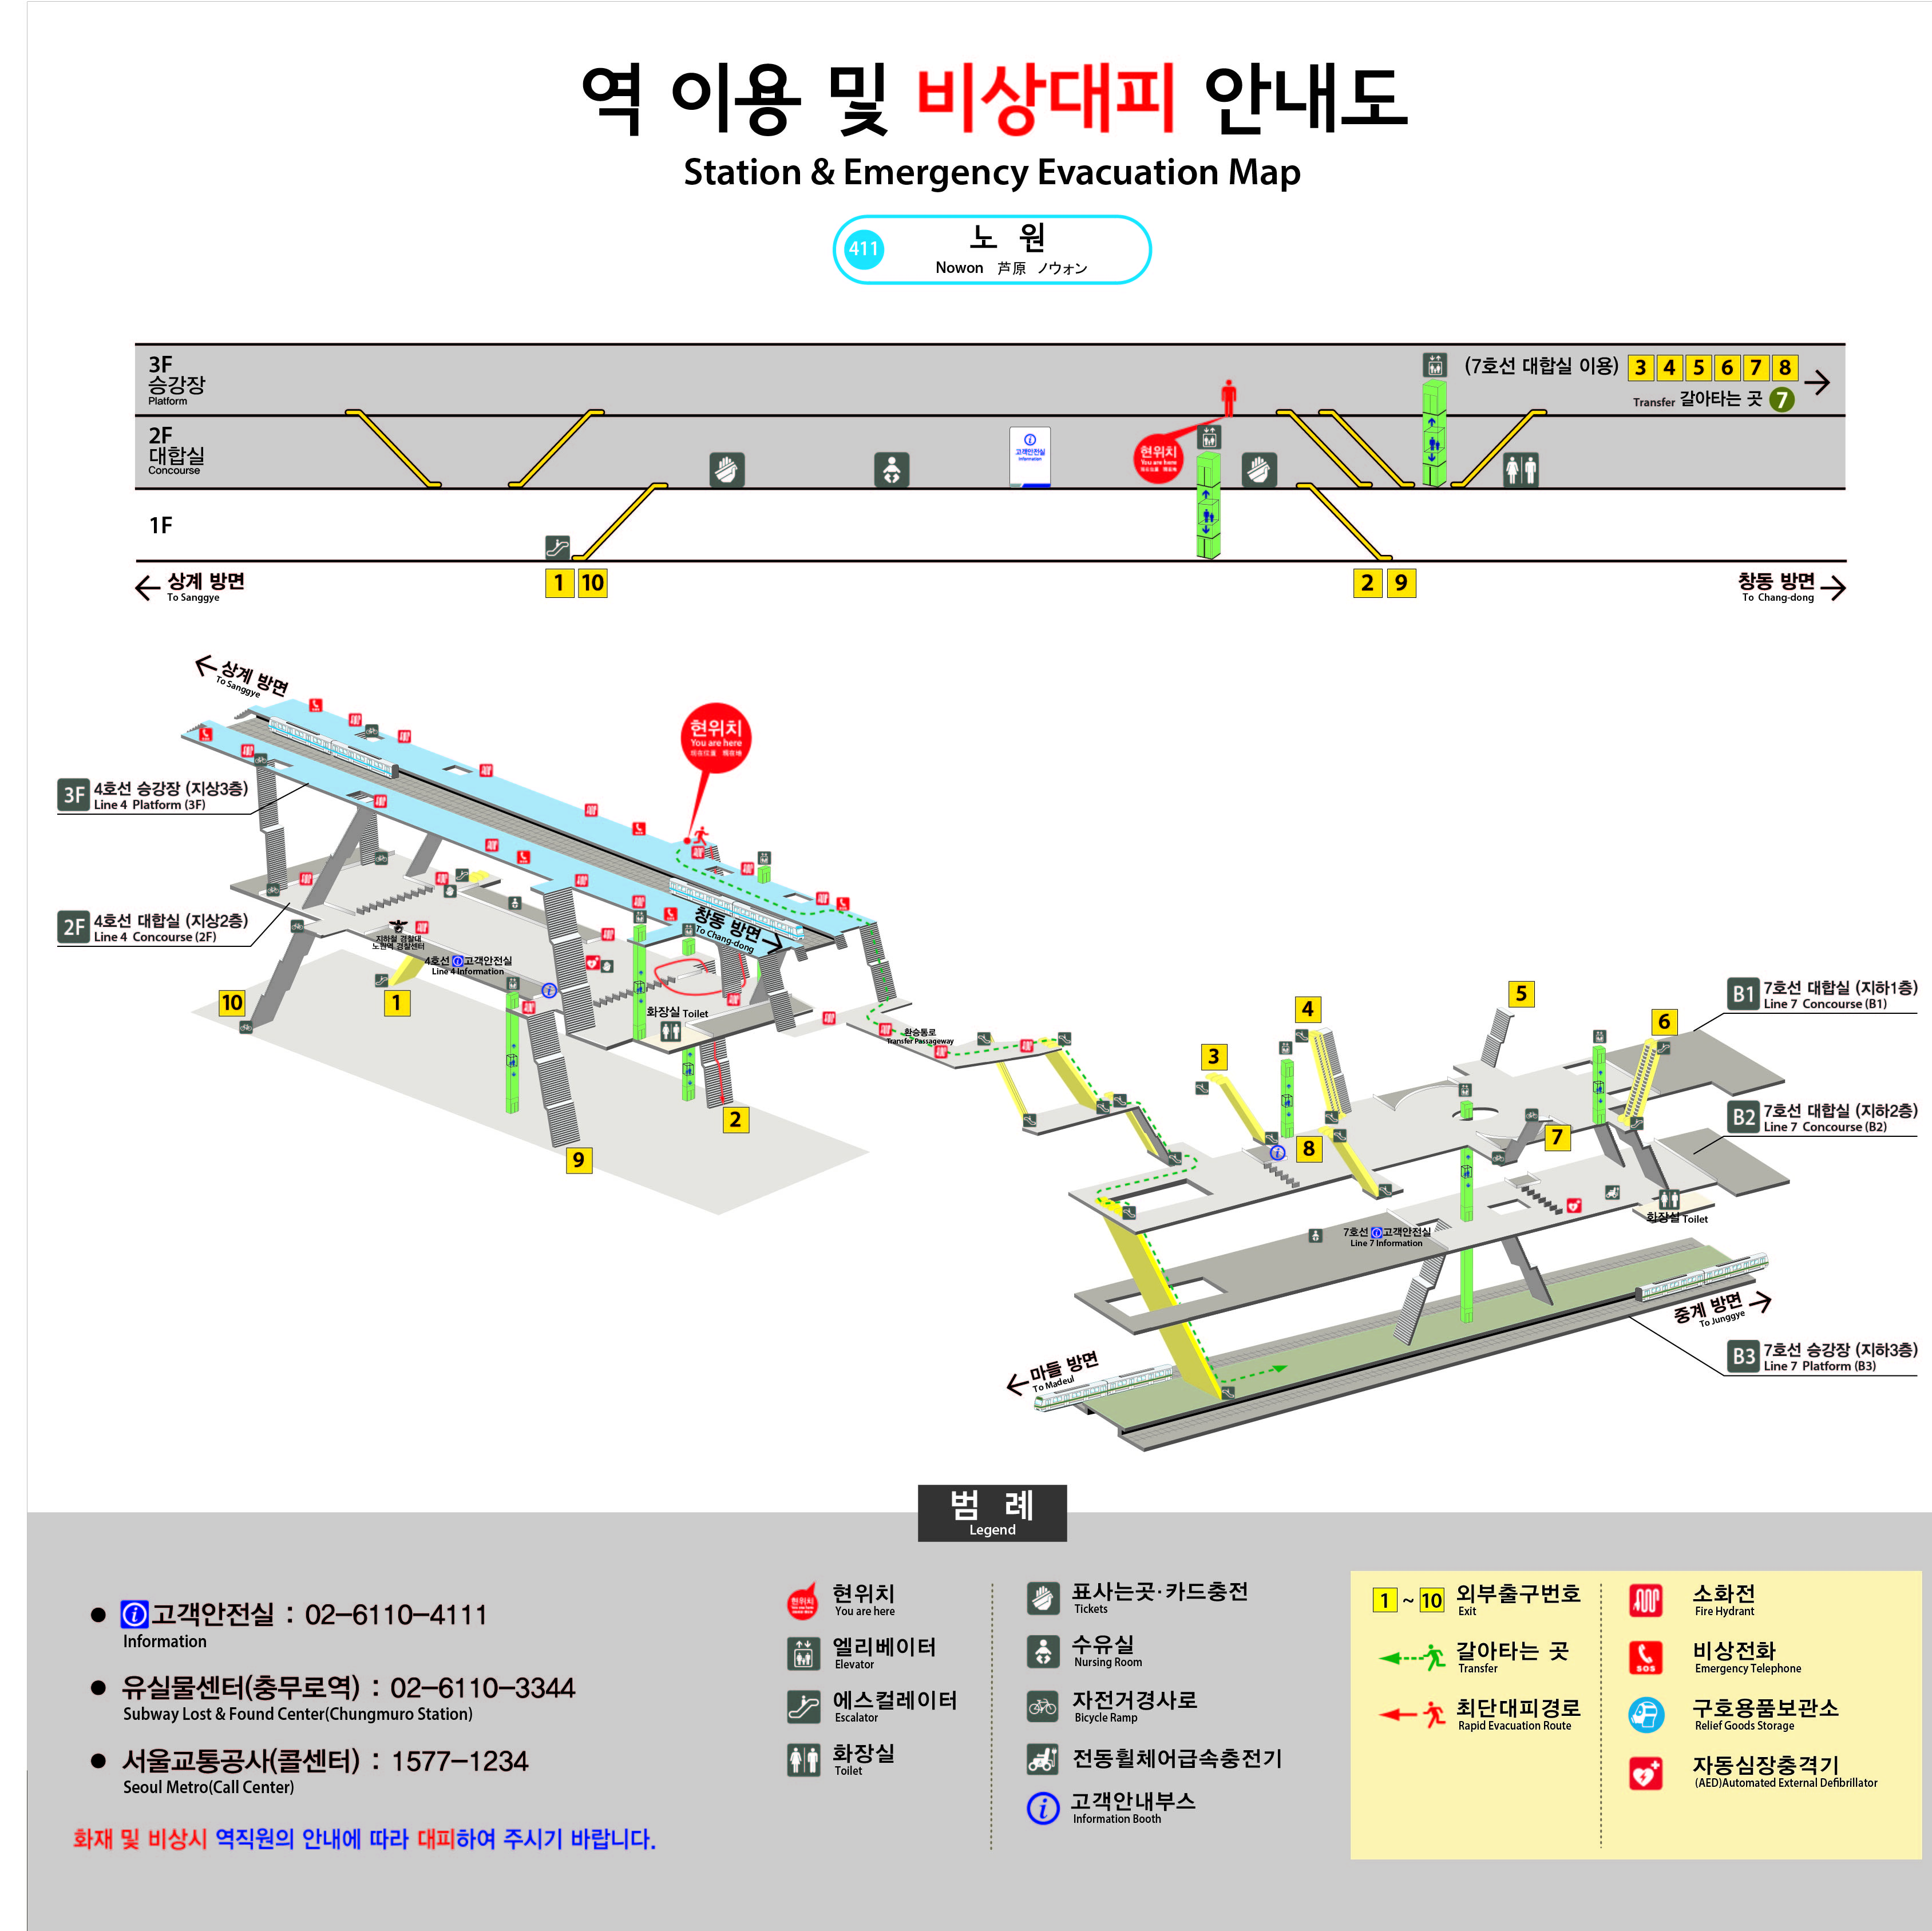 역 이용 및 비상대피 안내도
Station & Emergency Evacuation Map
411
노 원
Nowon 芦原 ノウォン
3F
승강장
Platform
(7호선 대합실 이용) 3 4 5 6 7 8
Transfer 갈아타는 곳 7
2F
대합실
Concourse
고객안전실
Information
현위치
You are here
1F
1 10
2 9
상계 방면
To Sanggye
창동 방면
To Chang-dong
상계 방면
To Sanggye
현위치
You are here
3F 4호선 승강장 (지상3층)
Line 4 Platform (3F)
2F 4호선 대합실 (지상2층)
Line 4 Concourse (2F)
지하철 경찰대
노원역 경찰센터
4호선 고객안전실
Line 4 Information
창동 방면
To Chang-dong
화장실 Toilet
10
1
2
9
환승통로
Transfer Passageway
3
4
5
6
7
8
B1 7호선 대합실 (지하1층)
Line 7 Concourse (B1)
B2 7호선 대합실 (지하2층)
Line 7 Concourse (B2)
화장실 Toilet
7호선 고객안전실
Line 7 Information
중계 방면
To Junggye
마들 방면
To Madeul
B3 7호선 승강장 (지하3층)
Line 7 Platform (B3)
범 례
Legend
고객안전실 : 02-6110-4111
Information
유실물센터(충무로역) : 02-6110-3344
Subway Lost & Found Center(Chungmuro Station)
서울교통공사(콜센터) : 1577-1234
Seoul Metro(Call Center)
화재 및 비상시 역직원의 안내에 따라 대피하여 주시기 바랍니다.
현위치
You are here
엘리베이터
Elevator
에스컬레이터
Escalator
화장실
Toilet
표사는곳·카드충전
Tickets
수유실
Nursing Room
자전거경사로
Bicycle Ramp
전동휠체어급속충전기
고객안내부스
Information Booth
1 ~ 10 외부출구번호
Exit
갈아타는 곳
Transfer
최단대피경로
Rapid Evacuation Route
소화전
Fire Hydrant
SOS
비상전화
Emergency Telephone
구호용품보관소
Relief Goods Storage
자동심장충격기
(AED)Automated External Defibrillator